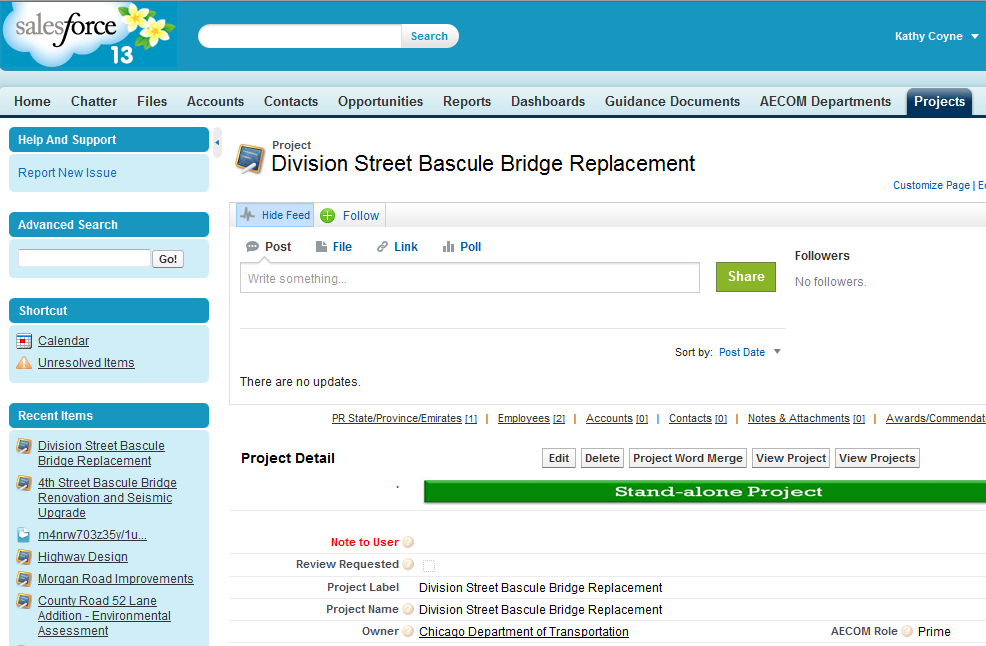 salesforce
13
Search
Kathy Coyne
Home Chatter Files Accounts Contacts Opportunities Reports Dashboards Guidance Documents AECOM Departments Projects
Help And Support
Report New Issue
Advanced Search
Go!
Shortcut
Calendar
Unresolved Items
Recent Items
Division Street Bascule
Bridge Replacement
4th Street Bascule Bridge
Renovation and Seismic
Upgrade
m4nrw703z35v/1u...
Highway Design
Morgan Road Improvements
County Road 52 Lane
Addition - Environmental
Assessment
Project
Division Street Bascule Bridge Replacement
Customize Page | E
Hide Feed Follow
Post File Link Poll
Write something...
Share
Followers
No followers.
Sort by: Post Date
There are no updates.
PR State/Province/Emirates [1] | Employees [2] | Accounts [0] | Contacts [0] | Notes & Attachments [0] | Awards/Commendat
Project Detail
Edit Delete Project Word Merge View Project View Projects
.
Stand-alone Project
Note to User ?
Review Requested ?
Project Label Division Street Bascule Bridge Replacement
Project Name ? Division Street Bascule Bridge Replacement
Owner ? Chicago Department of Transportation AECOM Role ? Prime